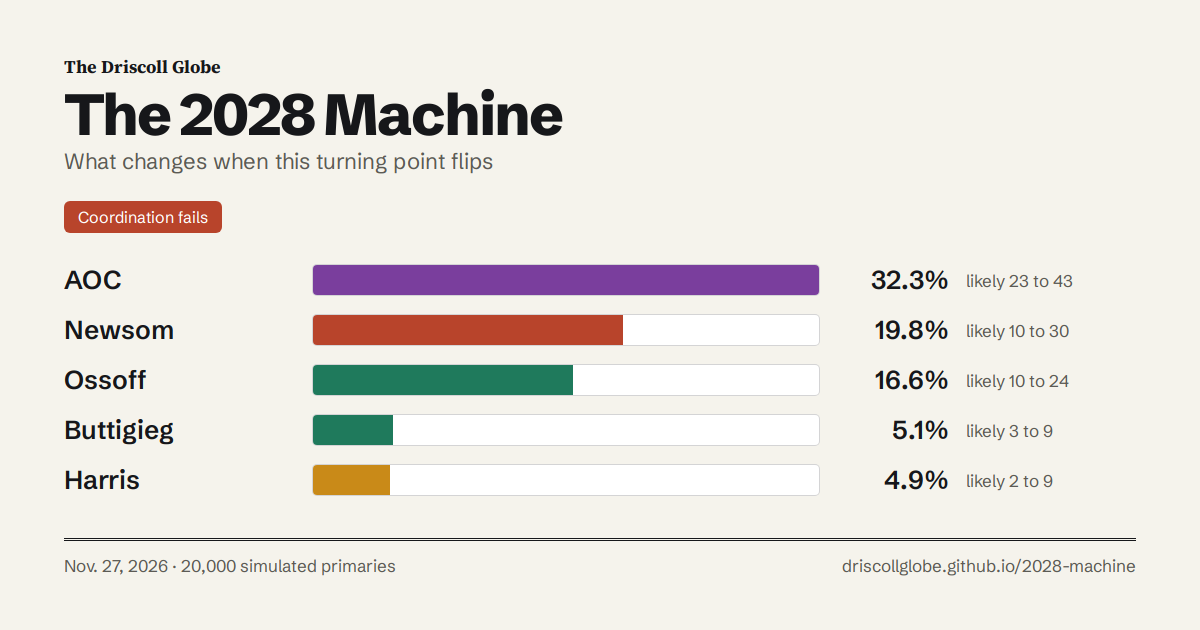 The Driscoll Globe
The 2028 Machine
What changes when this turning point flips
Coordination fails
AOC 32.3% likely 23 to 43
Newsom 19.8% likely 10 to 30
Ossoff 16.6% likely 10 to 24
Buttigieg 5.1% likely 3 to 9
Harris 4.9% likely 2 to 9
Nov. 27, 2026 · 20,000 simulated primaries driscollglobe.github.io/2028-machine